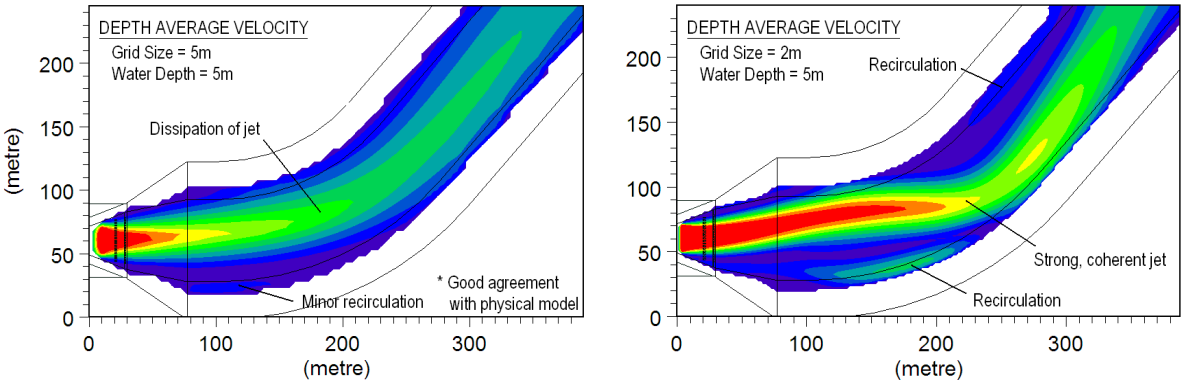 DEPTH AVERAGE VELOCITY
Grid Size = 5m
Water Depth = 5m
Dissipation of jet
Minor recirculation
* Good agreement
with physical model
(metre)
200
150
100
50
0
0
100
200
300
(metre)
DEPTH AVERAGE VELOCITY
Grid Size = 2m
Water Depth = 5m
Recirculation
Strong, coherent jet
Recirculation
200
150
100
50
0
0
100
200
300
(metre)